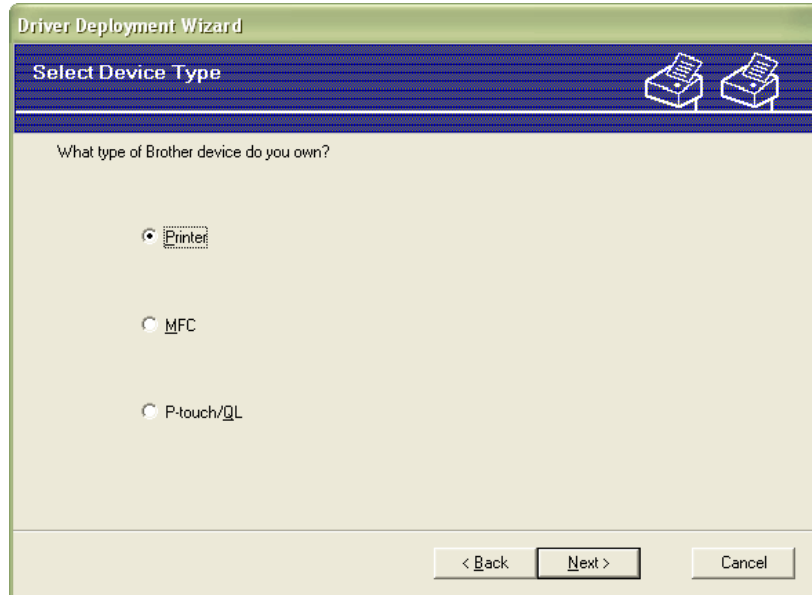 Driver Deployment Wizard
Select Device Type
What type of Brother device do you own?
Printer
MFC
P-touch/QL
< Back Next > Cancel